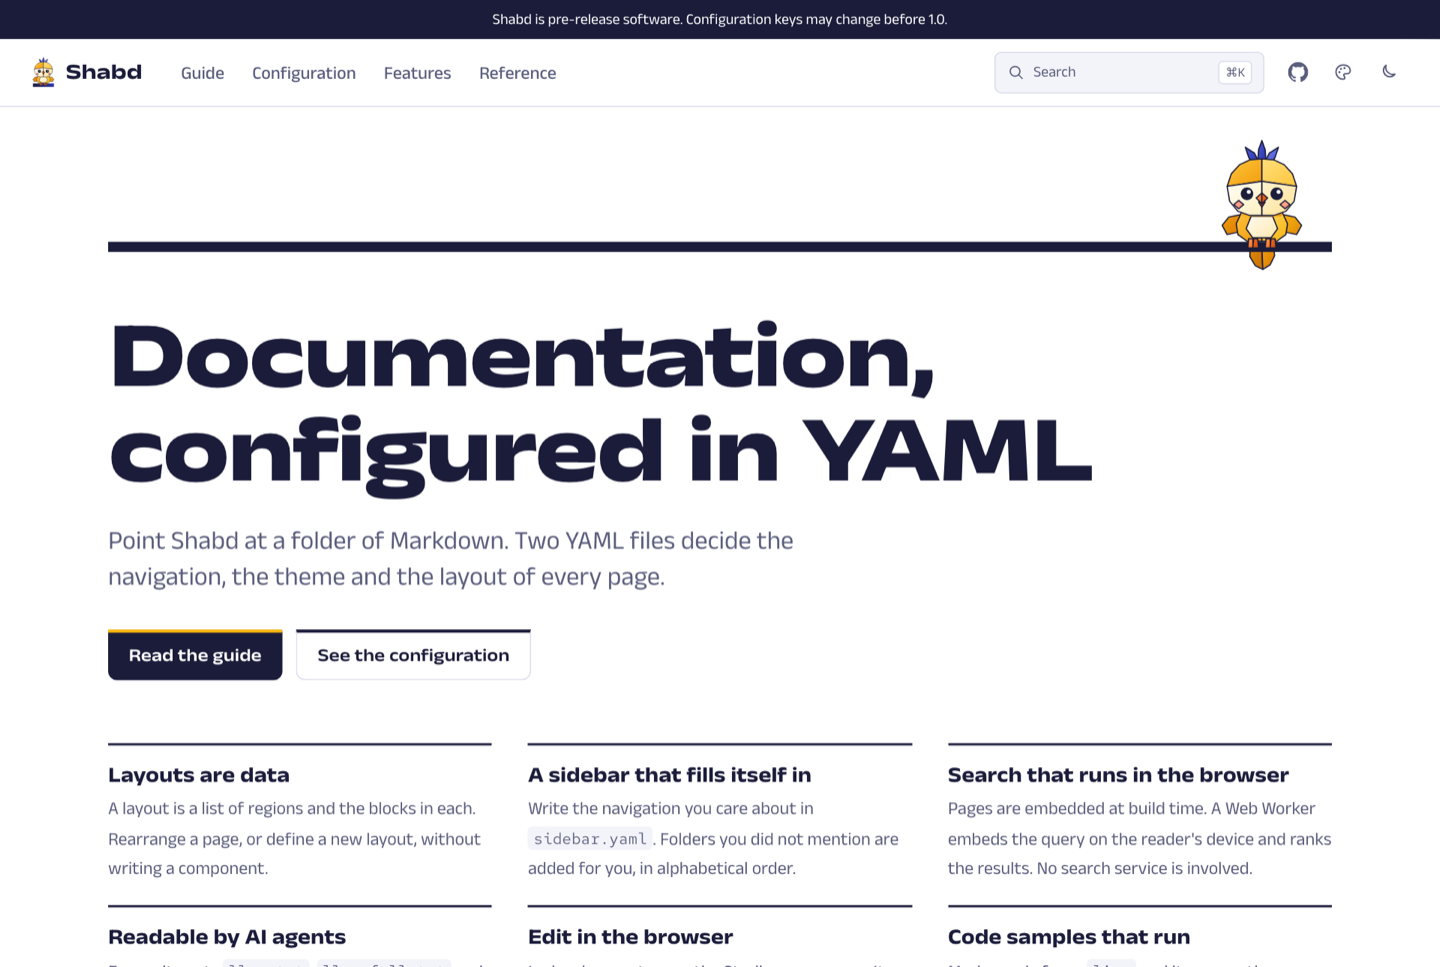 Shabd is pre-release software. Configuration keys may change before 1.0.
Shabd Guide Configuration Features Reference Search ⌘K
Documentation,
configured in YAML
Point Shabd at a folder of Markdown. Two YAML files decide the
navigation, the theme and the layout of every page.
Read the guide See the configuration
Layouts are data
A layout is a list of regions and the blocks in each.
Rearrange a page, or define a new layout, without
writing a component.
A sidebar that fills itself in
Write the navigation you care about in
sidebar.yaml. Folders you did not mention are
added for you, in alphabetical order.
Search that runs in the browser
Pages are embedded at build time. A Web Worker
embeds the query on the reader's device and ranks
the results. No search service is involved.
Readable by AI agents
Edit in the browser
Code samples that run